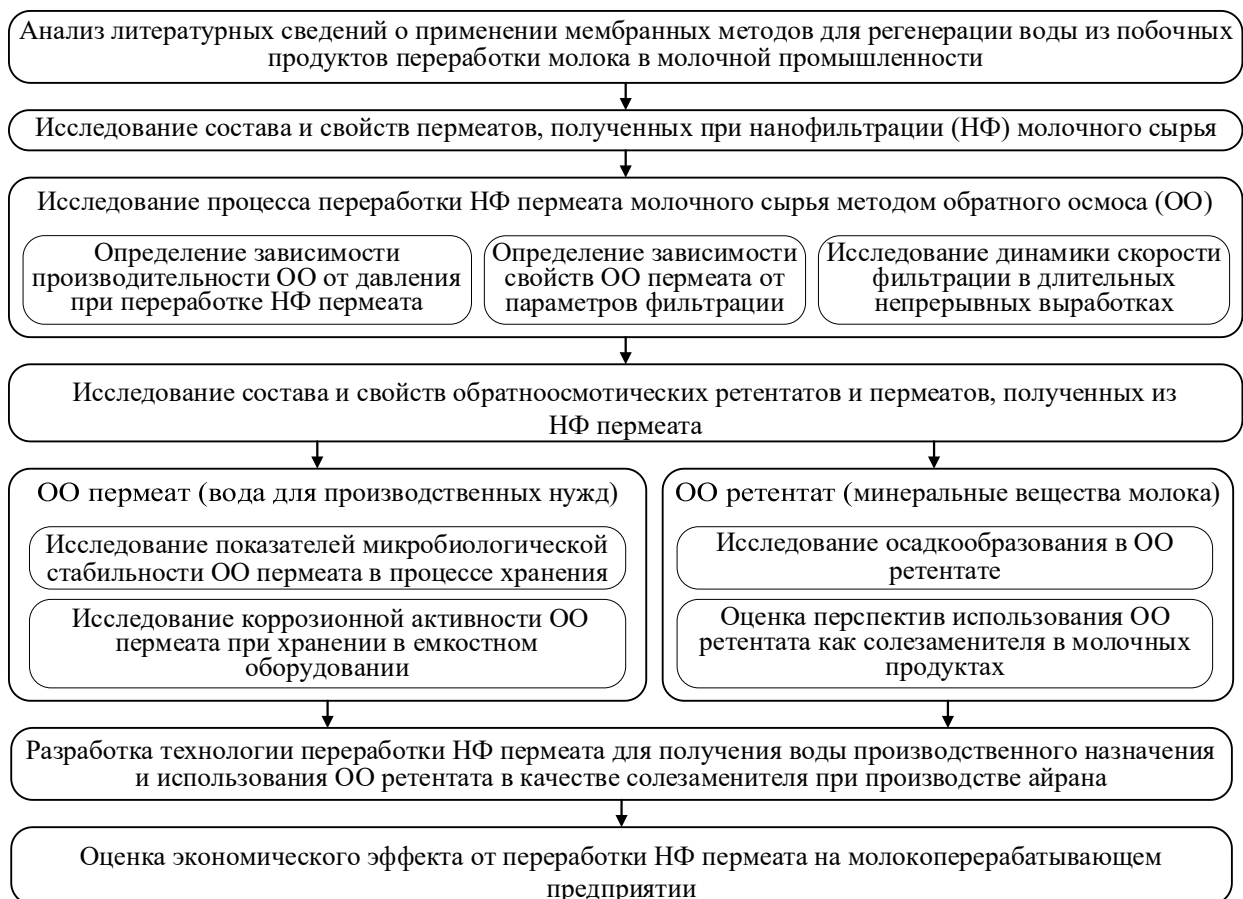 Анализ литературных сведений о применении мембранных методов для регенерации воды из побочных
продуктов переработки молока в молочной промышленности
Исследование состава и свойств пермеатов, полученных при нанофильтрации (НФ) молочного сырья
Исследование процесса переработки НФ пермеата молочного сырья методом обратного осмоса (ОО)
Определение зависимости
производительности ОО от давления
при переработке НФ пермеата
Определение зависимости
свойств ОО пермеата от
параметров фильтрации
Исследование динамики скорости
фильтрации в длительных
непрерывных выработках
Исследование состава и свойств обратноосмотических ретентатов и пермеатов, полученных из
НФ пермеата
ОО пермеат (вода для производственных нужд)
Исследование показателей микробиологической
стабильности ОО пермеата в процессе хранения
Исследование коррозионной активности ОО
пермеата при хранении в емкостном
оборудовании
ОО ретентат (минеральные вещества молока)
Исследование осадкообразования в ОО
ретентате
Оценка перспектив использования ОО
ретентата как солезаменителя в молочных
продуктах
Разработка технологии переработки НФ пермеата для получения воды производственного назначения
и использования ОО ретентата в качестве солезаменителя при производстве айрана
Оценка экономического эффекта от переработки НФ пермеата на молокоперерабатывающем
предприятии